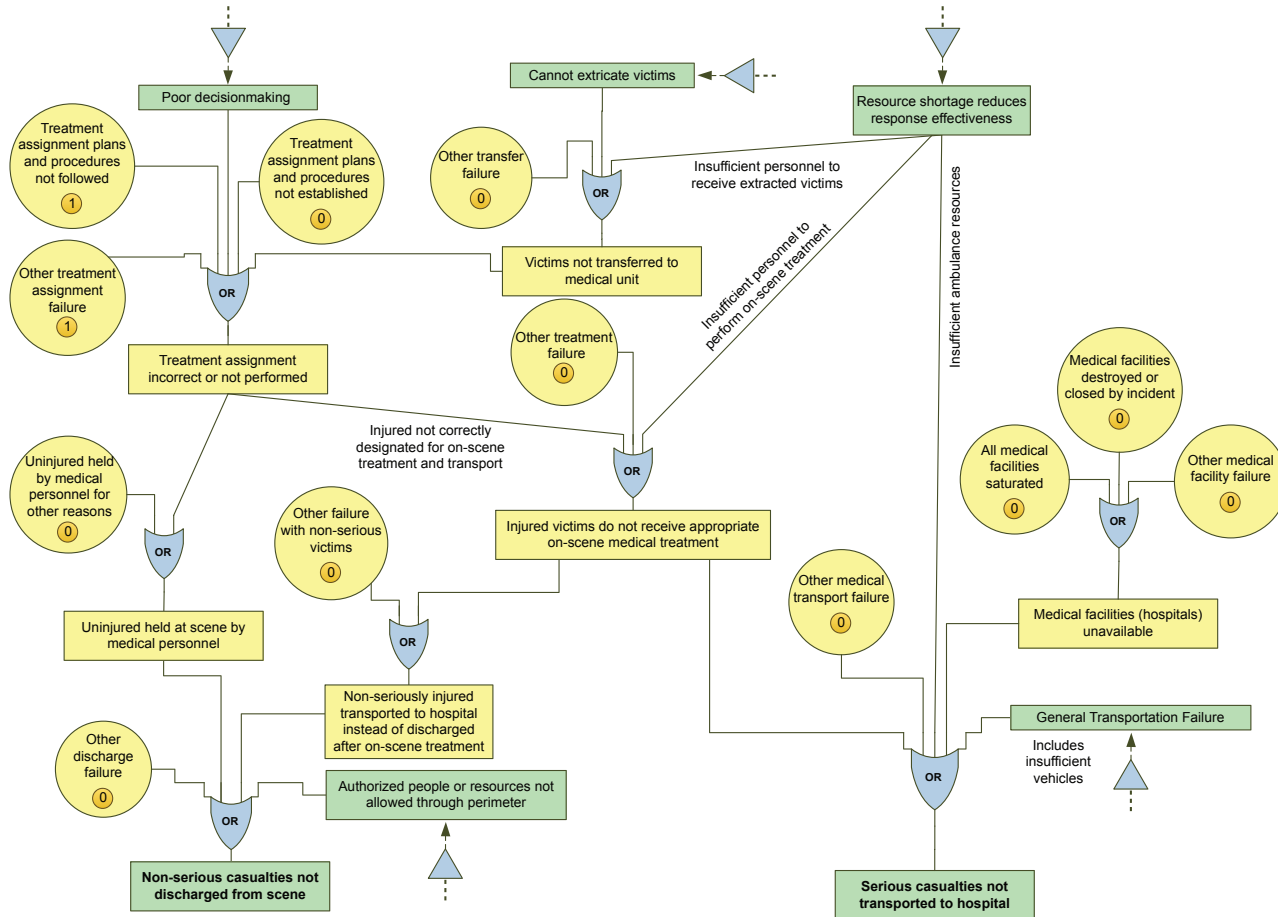 Poor decisionmaking
Cannot extricate victims
Resource shortage reduces
response effectiveness
Treatment
assignment plans
and procedures
not followed
1
Treatment
assignment plans
and procedures
not established
0
Other transfer
failure
0
OR
Insufficient personnel to
receive extracted victims
Insufficient personnel to
perform on-scene treatment
Insufficient ambulance resources
Other treatment
assignment
failure
1
OR
Victims not transferred to
medical unit
Treatment assignment
incorrect or not performed
Other treatment
failure
0
Medical facilities
destroyed or
closed by incident
0
Injured not correctly
designated for on-scene
treatment and transport
OR
Uninjured held
by medical
personnel for
other reasons
0
All medical
facilities
saturated
0
Other medical
facility failure
0
OR
OR
Other failure
with non-serious
victims
0
Injured victims do not receive appropriate
on-scene medical treatment
Other medical
transport failure
0
Uninjured held at scene by
medical personnel
OR
Medical facilities (hospitals)
unavailable
Non-seriously injured
transported to hospital
instead of discharged
after on-scene treatment
General Transportation Failure
Other
discharge
failure
0
Authorized people or resources not
allowed through perimeter
Includes
insufficient
vehicles
OR
OR
Non-serious casualties not
discharged from scene
Serious casualties not
transported to hospital